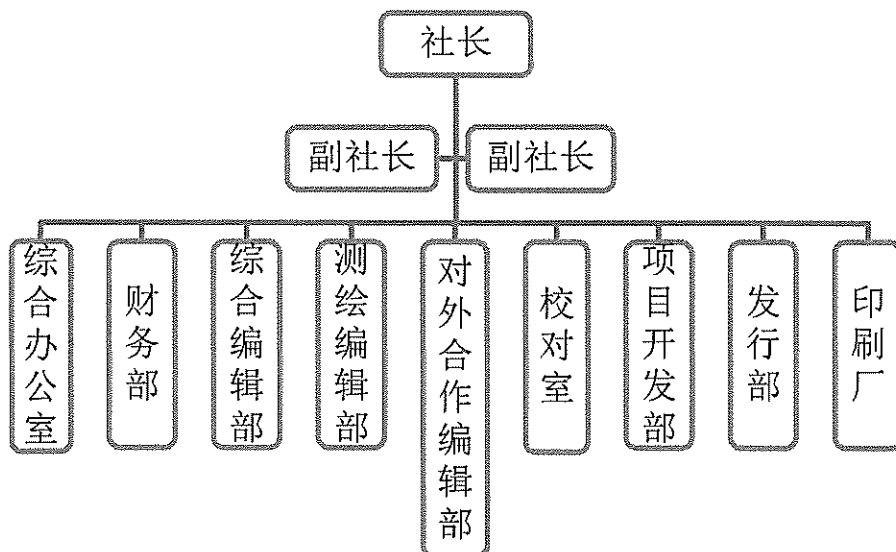 社长
副社长
副社长
综合办公室
财务部
综合编辑部
测绘编辑部
对外合作编辑部
校对室
项目开发部
发行部
印刷厂